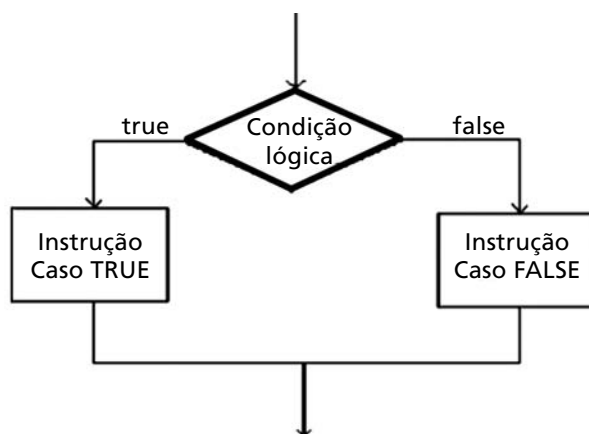 true
Condição
lógica
false
Instrução
Caso TRUE
Instrução
Caso FALSE